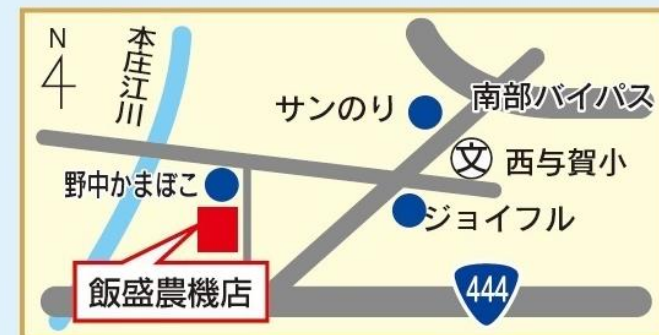 N
本庄江川
サンのり
南部バイパス
文
西与賀小
野中かまぼこ
ジョイフル
飯盛農機店
444